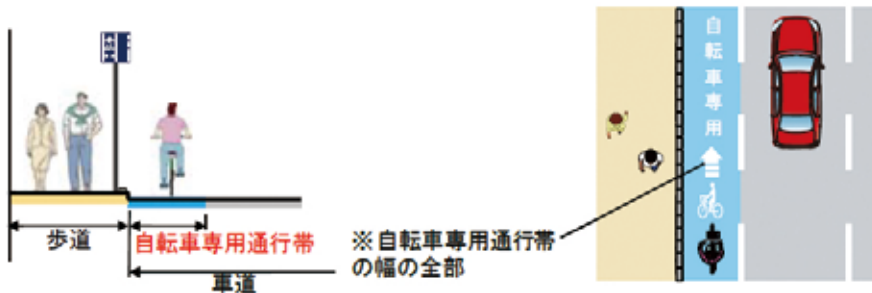 歩道
自転車専用通行帯
車道
※自転車専用通行帯
の幅の全部
自転車専用